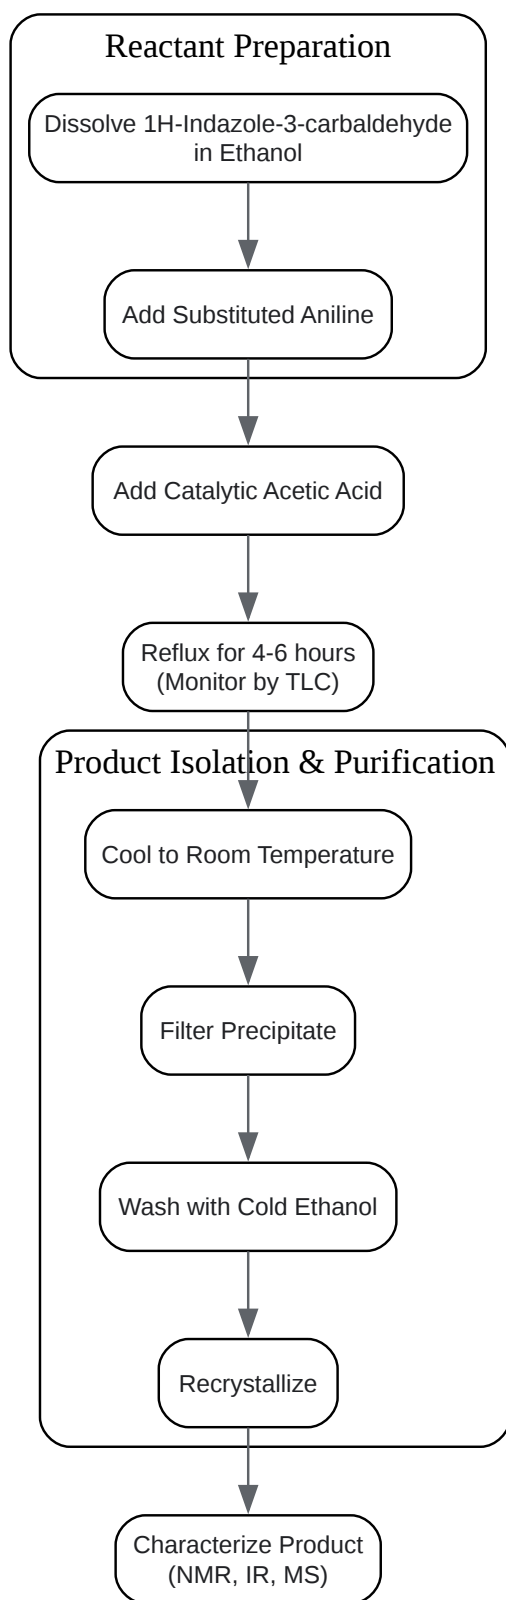 Reactant Preparation
Dissolve 1H-Indazole-3-carbaldehyde
in Ethanol
Add Substituted Aniline
Add Catalytic Acetic Acid
Reflux for 4-6 hours
(Monitor by TLC)
Product Isolation & Purification
Cool to Room Temperature
Filter Precipitate
Wash with Cold Ethanol
Recrystallize
Characterize Product
(NMR, IR, MS)